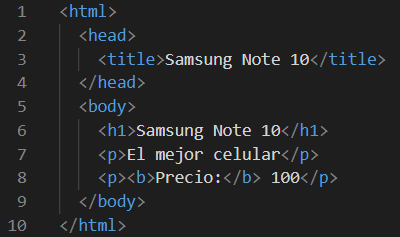 1 <html>
2 <head>
3 <title>Samsung Note 10</title>
4 </head>
5 <body>
6 <h1>Samsung Note 10</h1>
7 <p>El mejor celular</p>
8 <p><b>Precio:</b> 100</p>
9 </body>
10 </html>